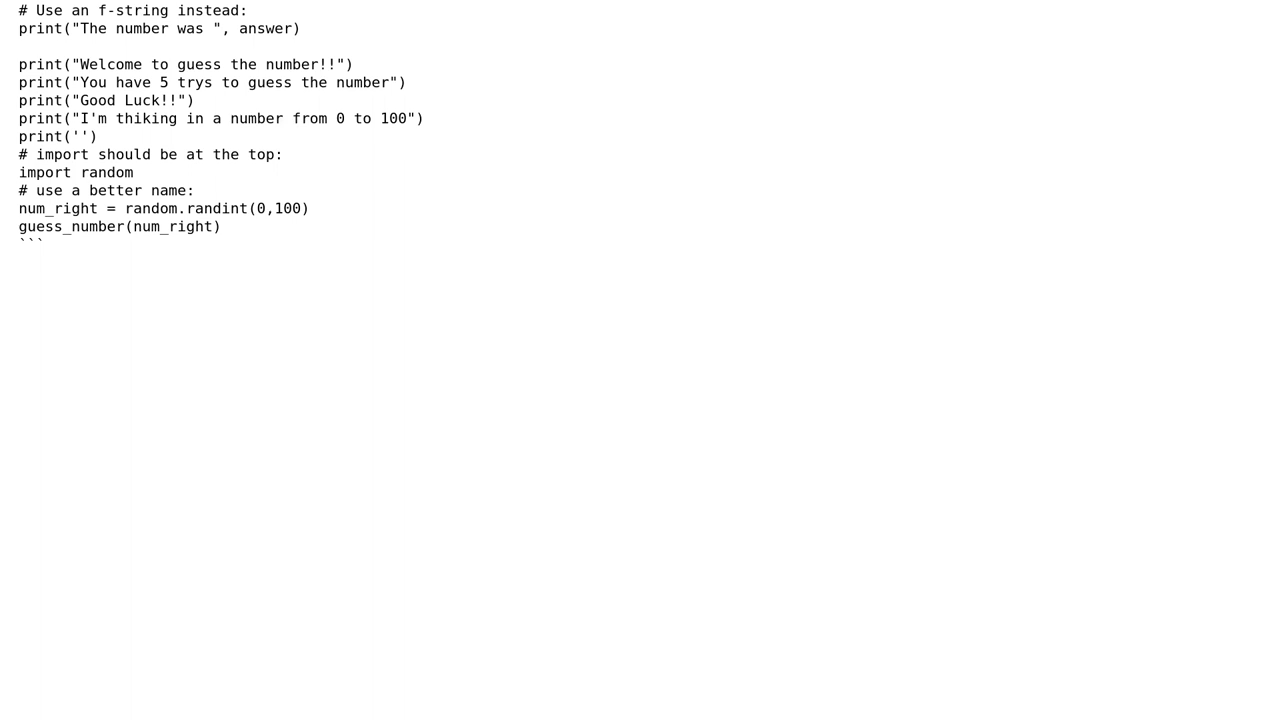 # Use an f-string instead:
print("The number was ", answer)

print("Welcome to guess the number!!")
print("You have 5 trys to guess the number")
print("Good Luck!!")
print("I'm thiking in a number from 0 to 100")
print('')
# import should be at the top:
import random
# use a better name:
num_right = random.randint(0,100)
guess_number(num_right)
```